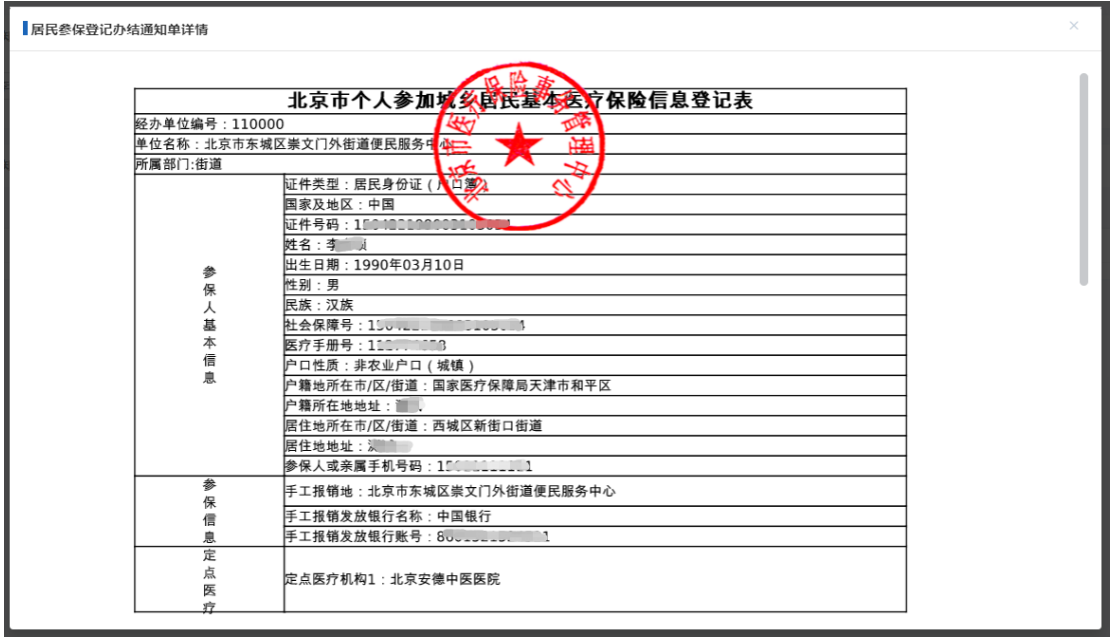 居民参保登记办结通知单详情
北京市个人参加城乡居民基本医疗保险信息登记表
北京市医疗保险事务管理中心
经办单位编号：110000
单位名称：北京市东城区崇文门外街道便民服务中心
所属部门:街道
参保人基本信息
证件类型：居民身份证（户口簿）
国家及地区：中国
证件号码：
姓名：李
出生日期：1990年03月10日
性别：男
民族：汉族
社会保障号：
医疗手册号：
户口性质：非农业户口（城镇）
户籍地所在市/区/街道：国家医疗保障局天津市和平区
户籍所在地地址：
居住地所在市/区/街道：西城区新街口街道
居住地地址：
参保人或亲属手机号码：
参保信息
手工报销地：北京市东城区崇文门外街道便民服务中心
手工报销发放银行名称：中国银行
手工报销发放银行账号：
定点医疗
定点医疗机构1：北京安德中医医院